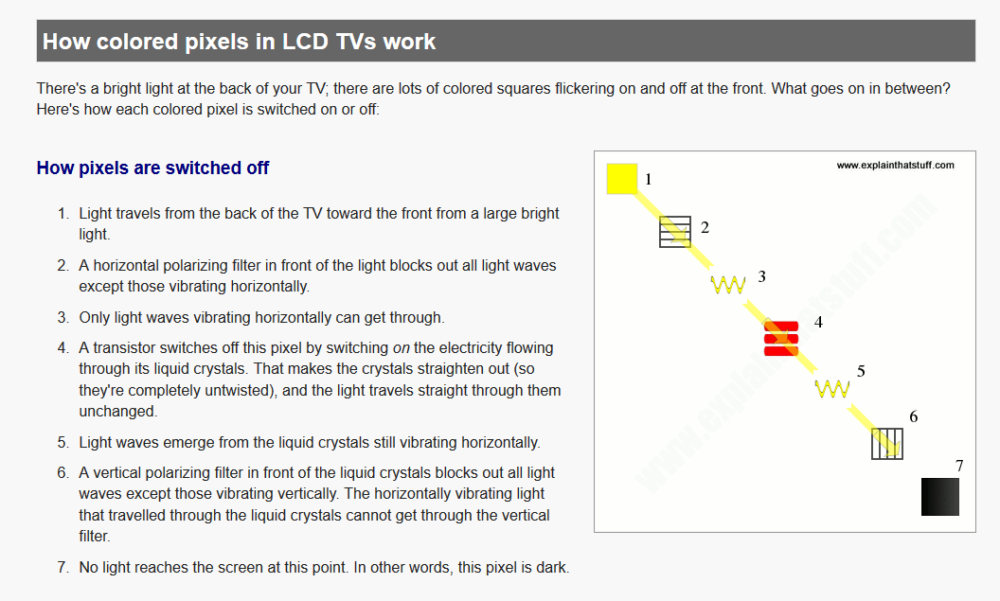 How colored pixels in LCD TVs work
There's a bright light at the back of your TV; there are lots of colored squares flickering on and off at the front. What goes on in between?
Here's how each colored pixel is switched on or off:
How pixels are switched off
1. Light travels from the back of the TV toward the front from a large bright
light.
2. A horizontal polarizing filter in front of the light blocks out all light waves
except those vibrating horizontally.
3. Only light waves vibrating horizontally can get through.
4. A transistor switches off this pixel by switching on the electricity flowing
through its liquid crystals. That makes the crystals straighten out (so
they're completely untwisted), and the light travels straight through them
unchanged.
5. Light waves emerge from the liquid crystals still vibrating horizontally.
6. A vertical polarizing filter in front of the liquid crystals blocks out all light
waves except those vibrating vertically. The horizontally vibrating light
that travelled through the liquid crystals cannot get through the vertical
filter.
7. No light reaches the screen at this point. In other words, this pixel is dark.
www.explainthatstuff.com
1
2
3
4
5
6
7
www.explainthatstuff.com